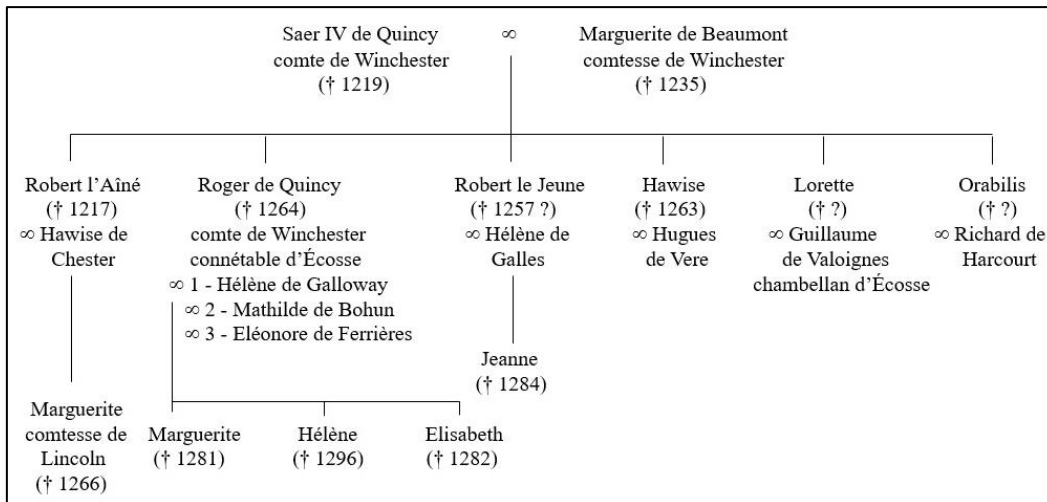 Saer IV de Quincy
comte de Winchester
(† 1219)
∞
Marguerite de Beaumont
comtesse de Winchester
(† 1235)
Robert l’Aîné
(† 1217)
∞ Hawise de
Chester
Roger de Quincy
(† 1264)
comte de Winchester
connétable d’Écosse
∞ 1 - Hélène de Galloway
∞ 2 - Mathilde de Bohun
∞ 3 - Eléonore de Ferrières
Robert le Jeune
(† 1257 ?)
∞ Hélène de
Galles
Hawise
(† 1263)
∞ Hugues
de Vere
Lorette
(† ?)
∞ Guillaume
de Valoignes
chambellan d’Écosse
Orabilis
(† ?)
∞ Richard de
Harcourt
Jeanne
(† 1284)
Marguerite
comtesse de
Lincoln
(† 1266)
Marguerite
(† 1281)
Hélène
(† 1296)
Elisabeth
(† 1282)